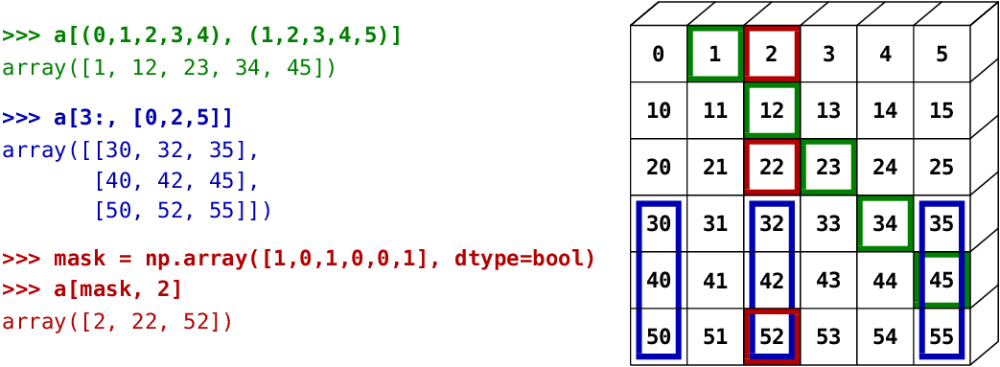 >>> a[(0,1,2,3,4), (1,2,3,4,5)]
array([1, 12, 23, 34, 45])
>>> a[3:, [0,2,5]]
array([[30, 32, 35],
       [40, 42, 45],
       [50, 52, 55]])
>>> mask = np.array([1,0,1,0,0,1], dtype=bool)
>>> a[mask, 2]
array([2, 22, 52])
0 1 2 3 4 5
10 11 12 13 14 15
20 21 22 23 24 25
30 31 32 33 34 35
40 41 42 43 44 45
50 51 52 53 54 55